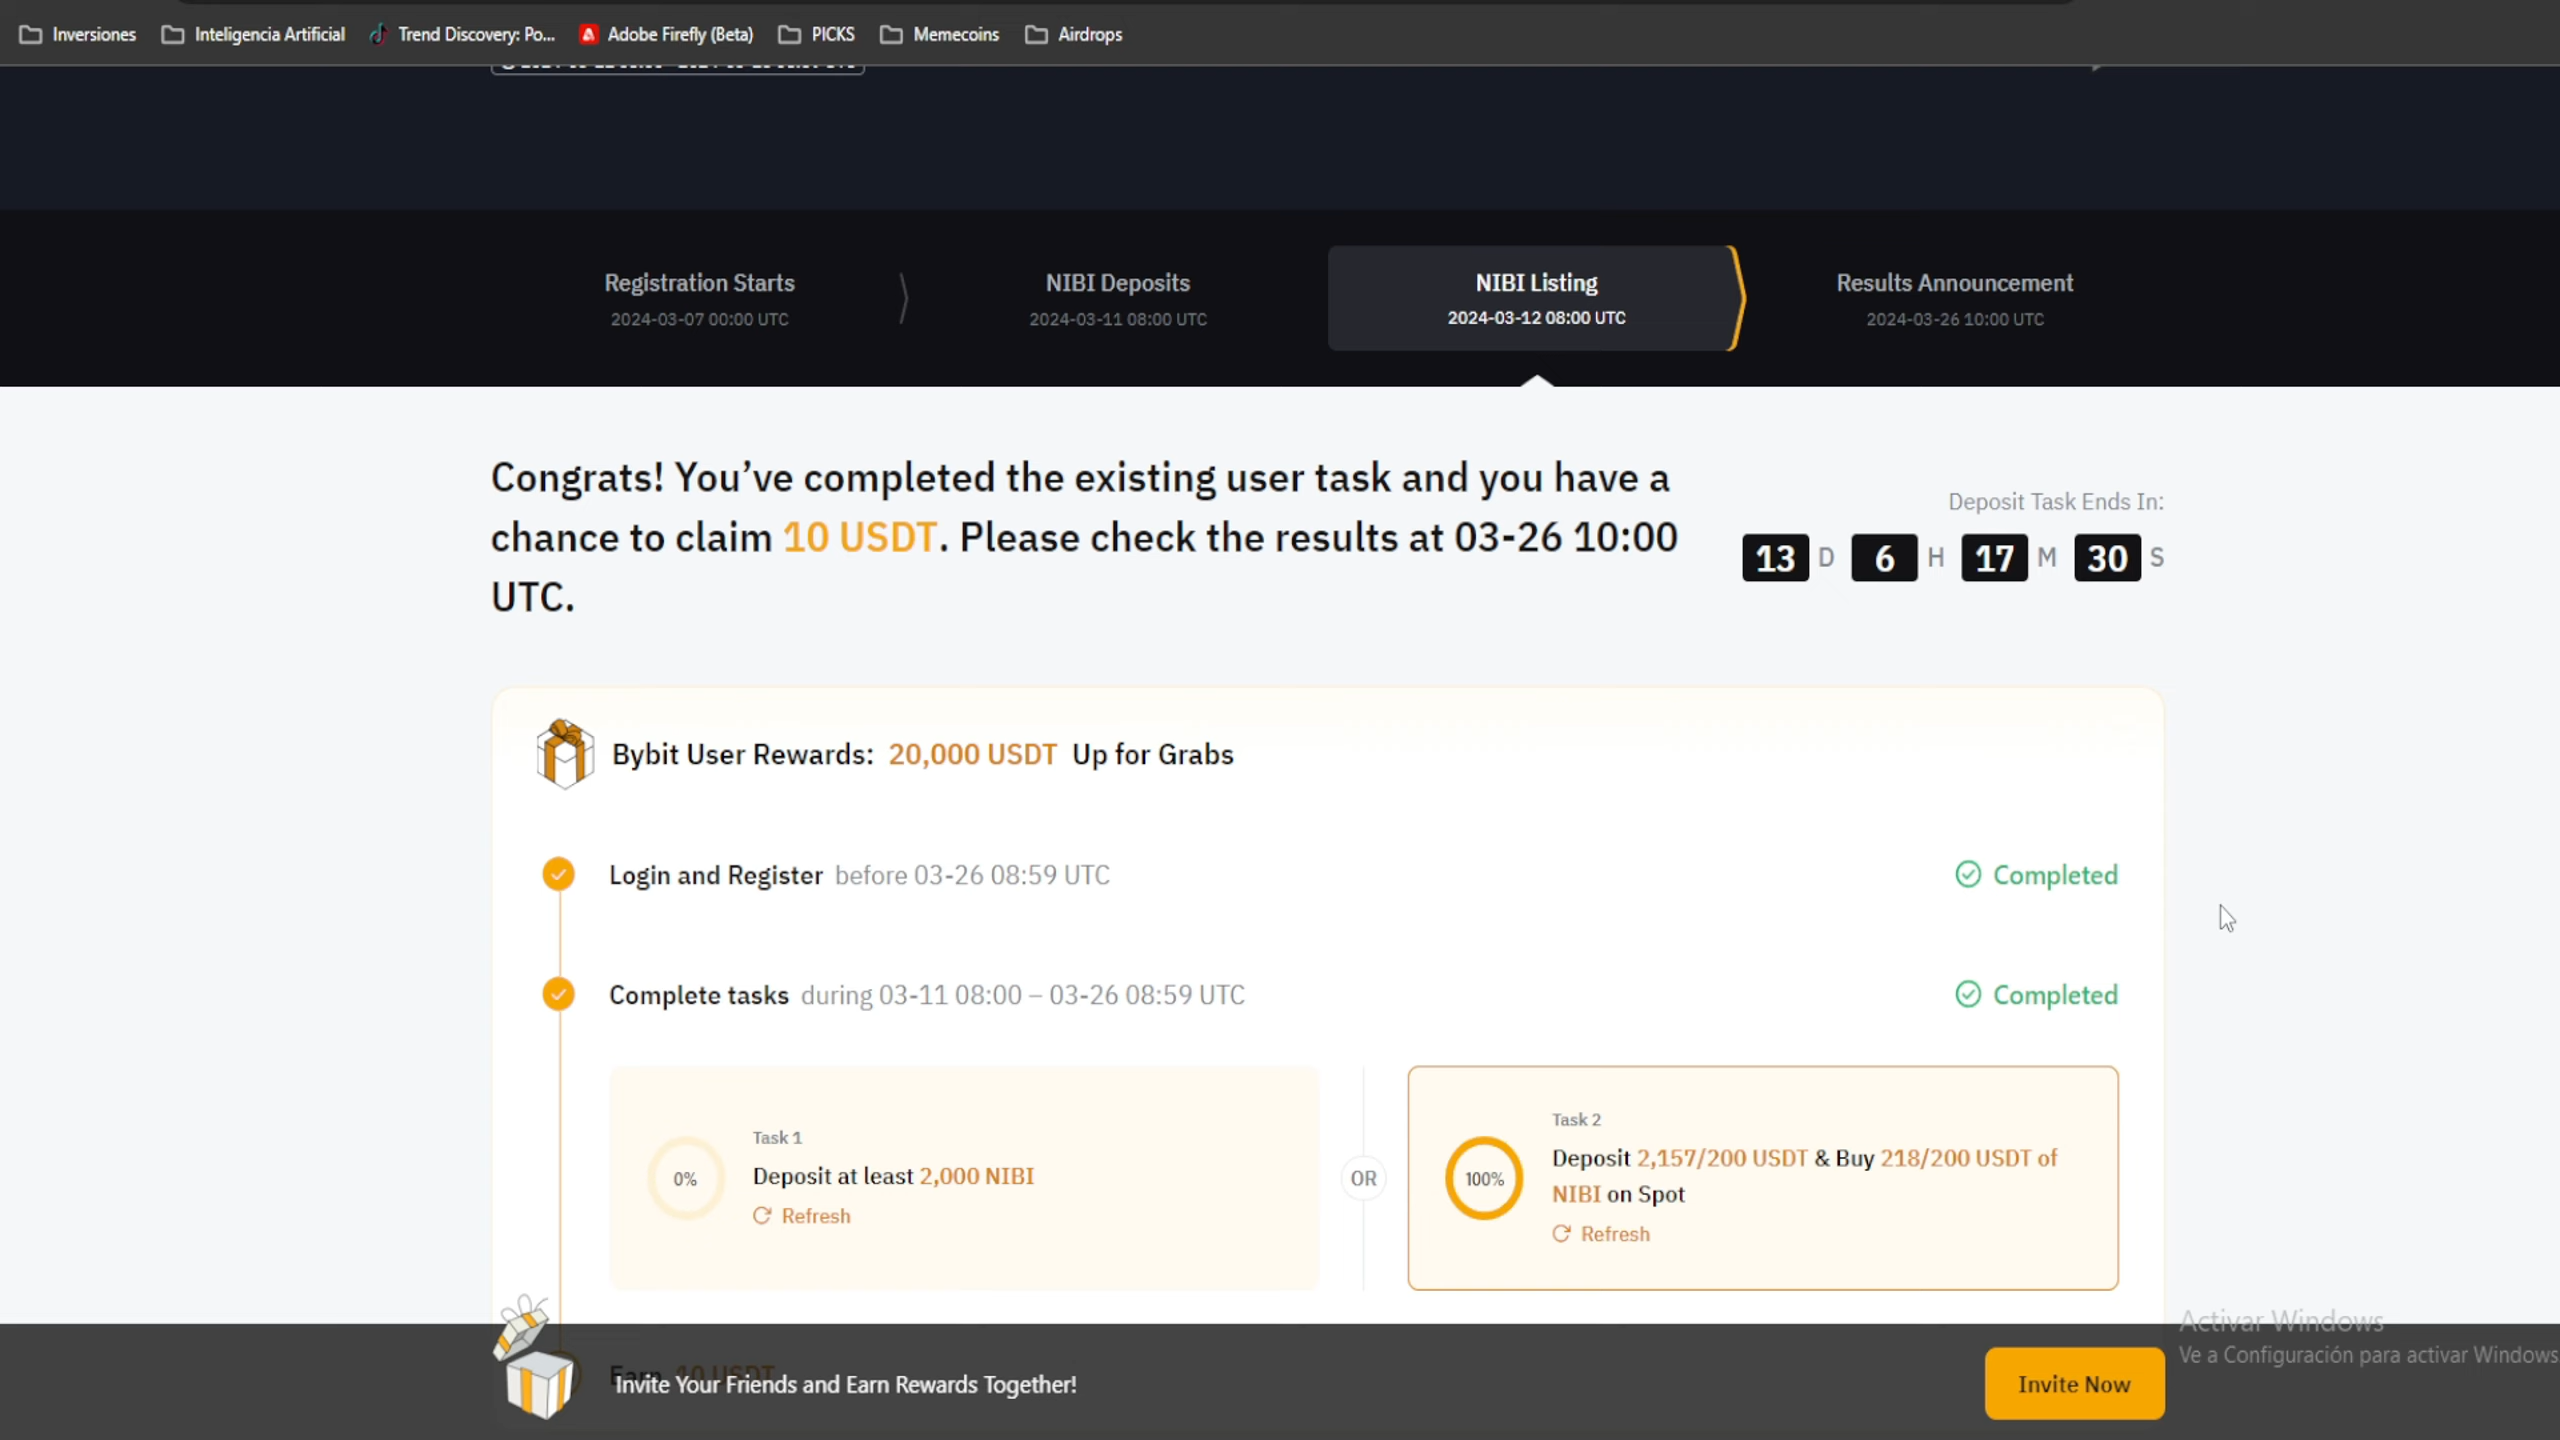 Inversiones Inteligencia Artificial Trend Discovery: Po... Adobe Firefly (Beta) PICKS Memecoins Airdrops
Registration Starts
2024-03-07 00:00 UTC
NIBI Deposits
2024-03-11 08:00 UTC
NIBI Listing
2024-03-12 08:00 UTC
Results Announcement
2024-03-26 10:00 UTC
Congrats! You’ve completed the existing user task and you have a
chance to claim 10 USDT. Please check the results at 03-26 10:00
UTC.
Deposit Task Ends In:
13 D 6 H 17 M 30 S
Bybit User Rewards: 20,000 USDT Up for Grabs
Login and Register before 03-26 08:59 UTC
Completed
Complete tasks during 03-11 08:00 – 03-26 08:59 UTC
Completed
Task 1
0%
Deposit at least 2,000 NIBI
Refresh
OR
Task 2
100%
Deposit 2,157/200 USDT & Buy 218/200 USDT of
NIBI on Spot
Refresh
Earn 10 USDT
Invite Your Friends and Earn Rewards Together!
Invite Now
Activar Windows
Ve a Configuración para activar Windows